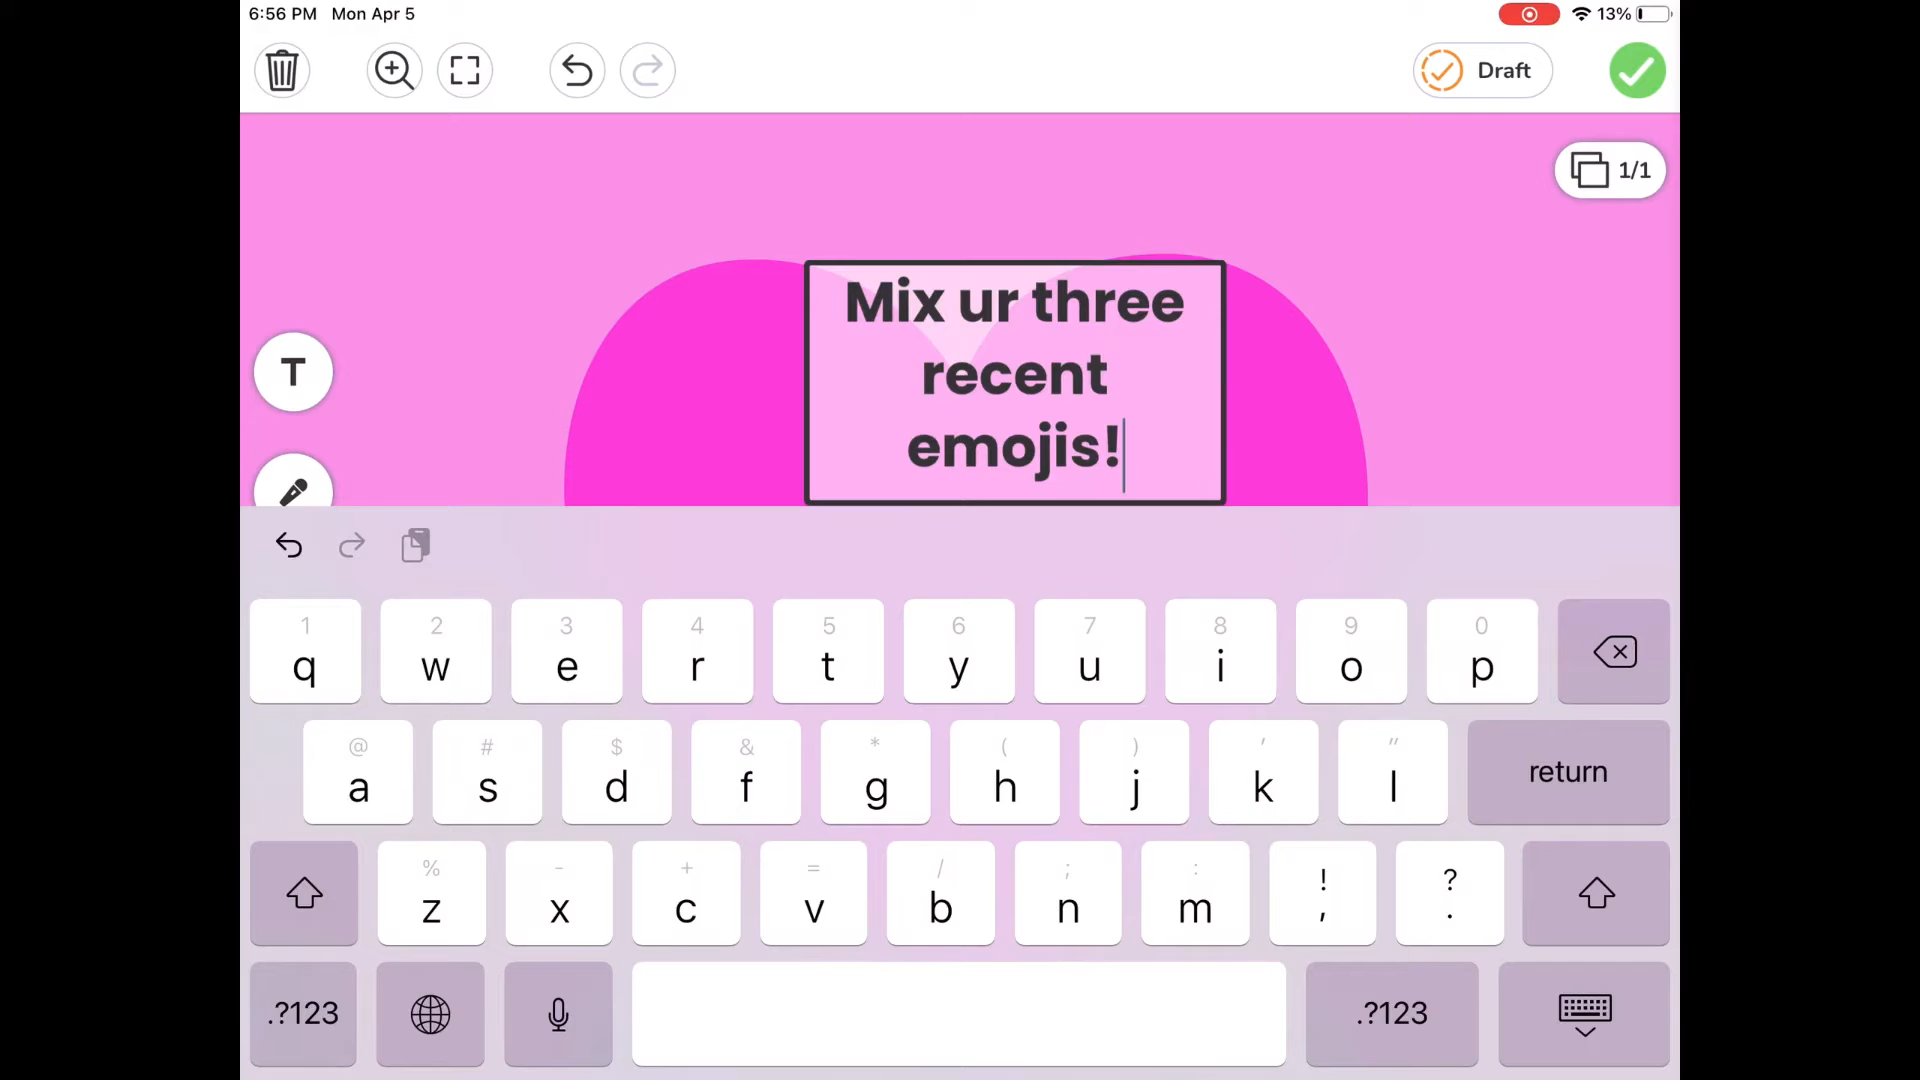 6:56 PM Mon Apr 5 13%
Draft
1/1
Mix ur three
recent
emojis!
T
1 2 3 4 5 6 7 8 9 0
q w e r t y u i o p
@ # $ & * ( ) ' "
a s d f g h j k l return
% - + = / ; : ! ?
z x c v b n m , .
.?123 .?123